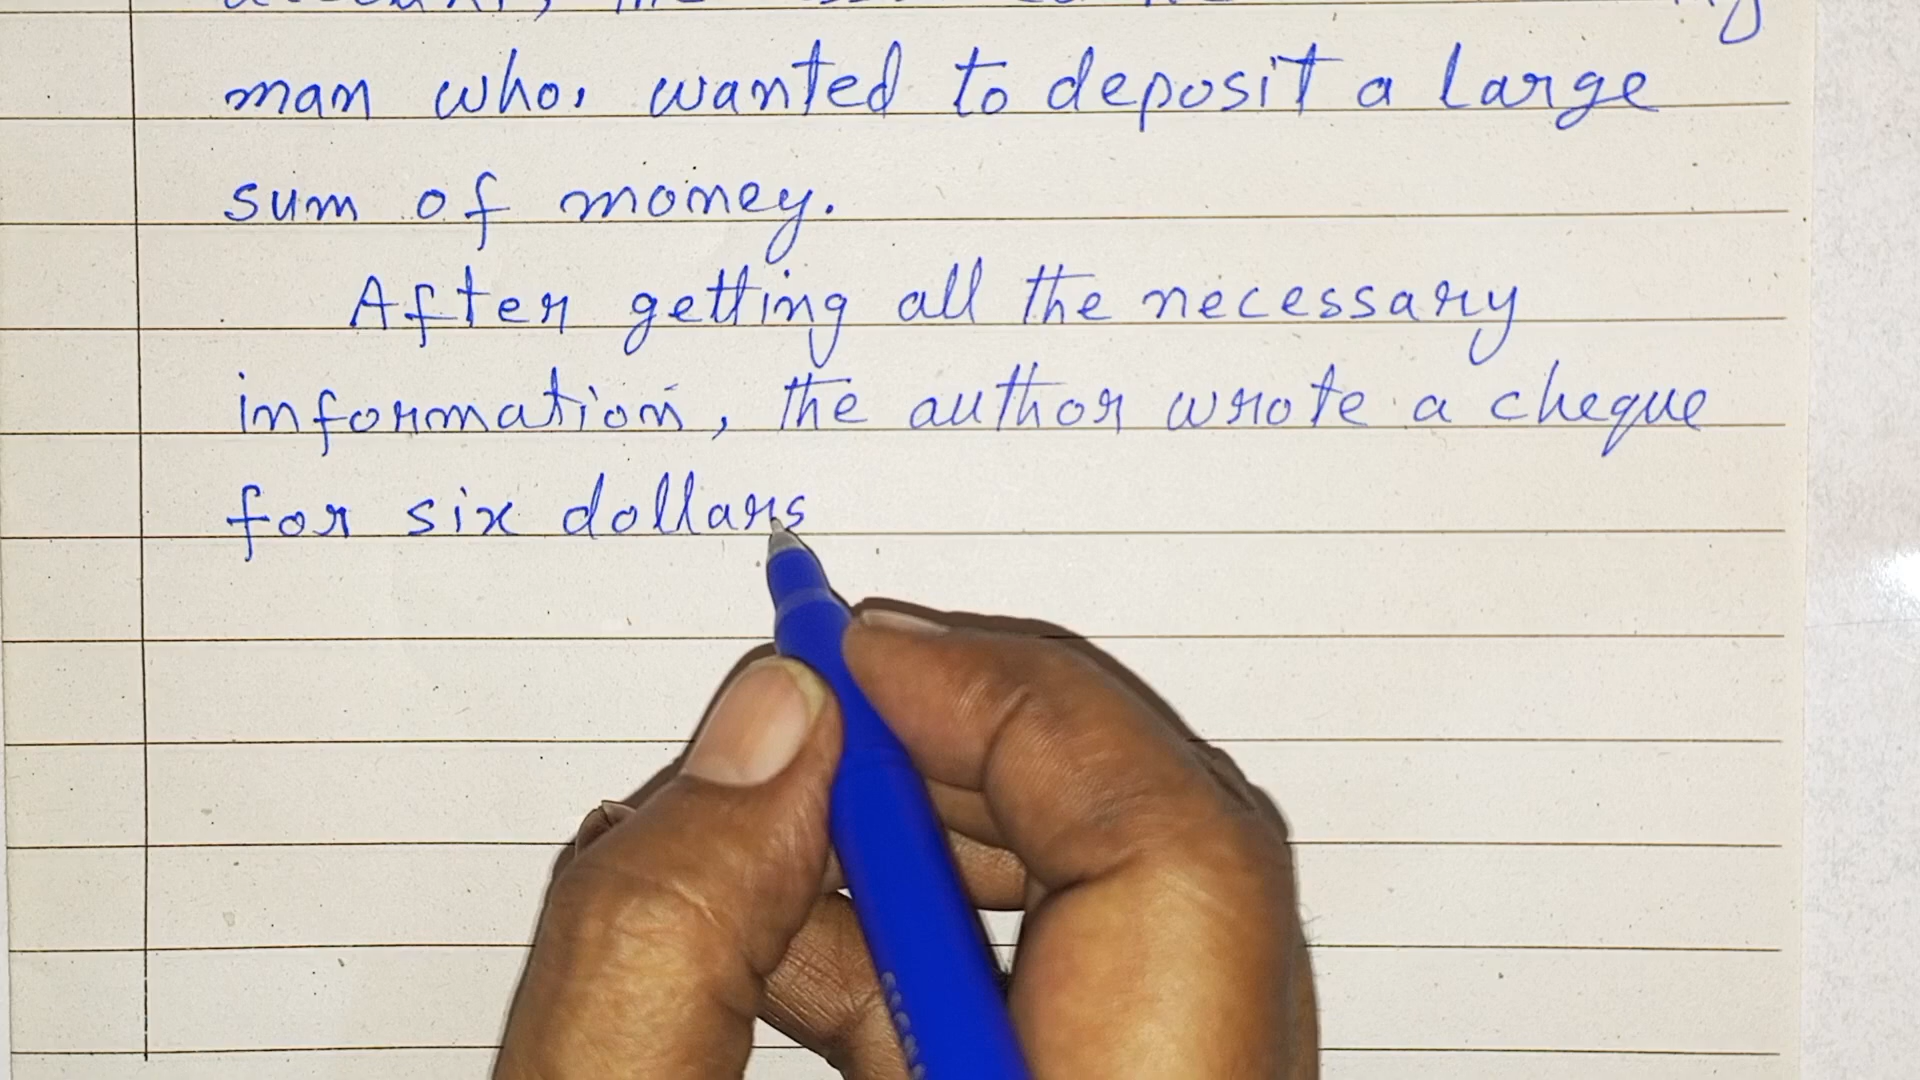 man who, wanted to deposit a large
sum of money.
After getting all the necessary
information, the author wrote a cheque
for six dollars